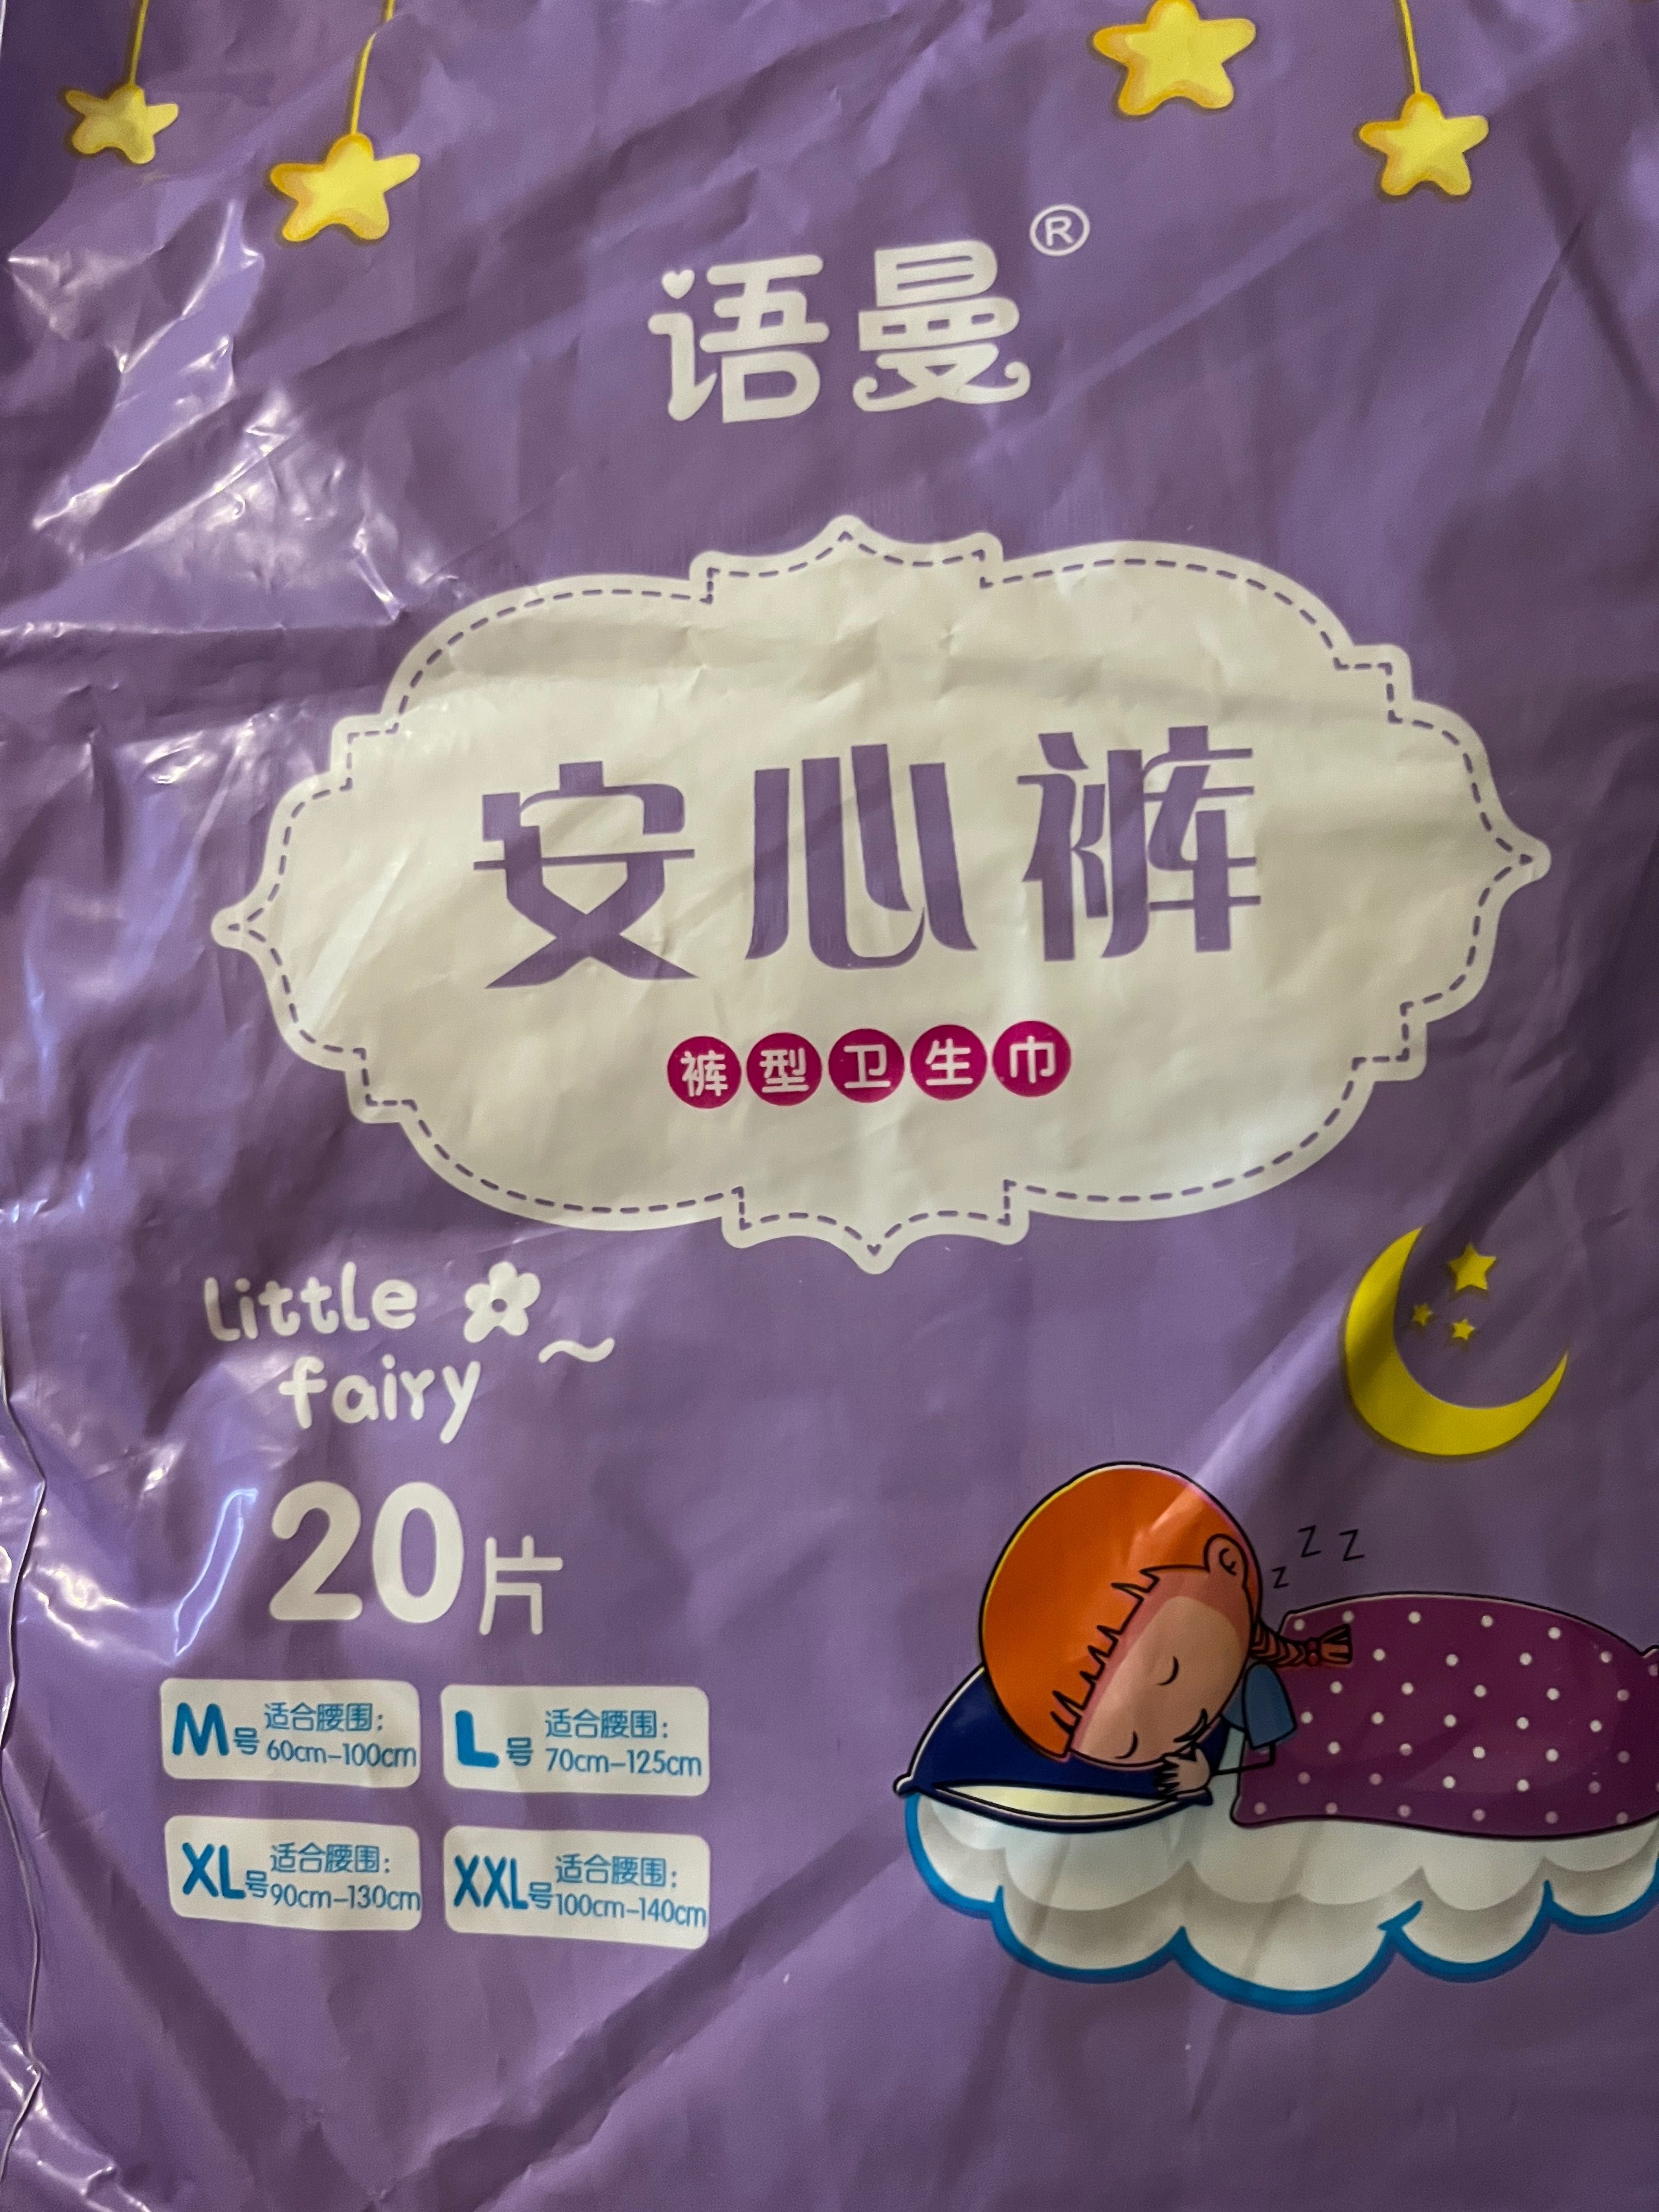 语曼®
安心裤
裤型卫生巾
Little
fairy
20片
M号 适合腰围：
60cm-100cm
L号 适合腰围：
70cm-125cm
XL号 适合腰围：
90cm-130cm
XXL号 适合腰围：
100cm-140cm
z Z Z